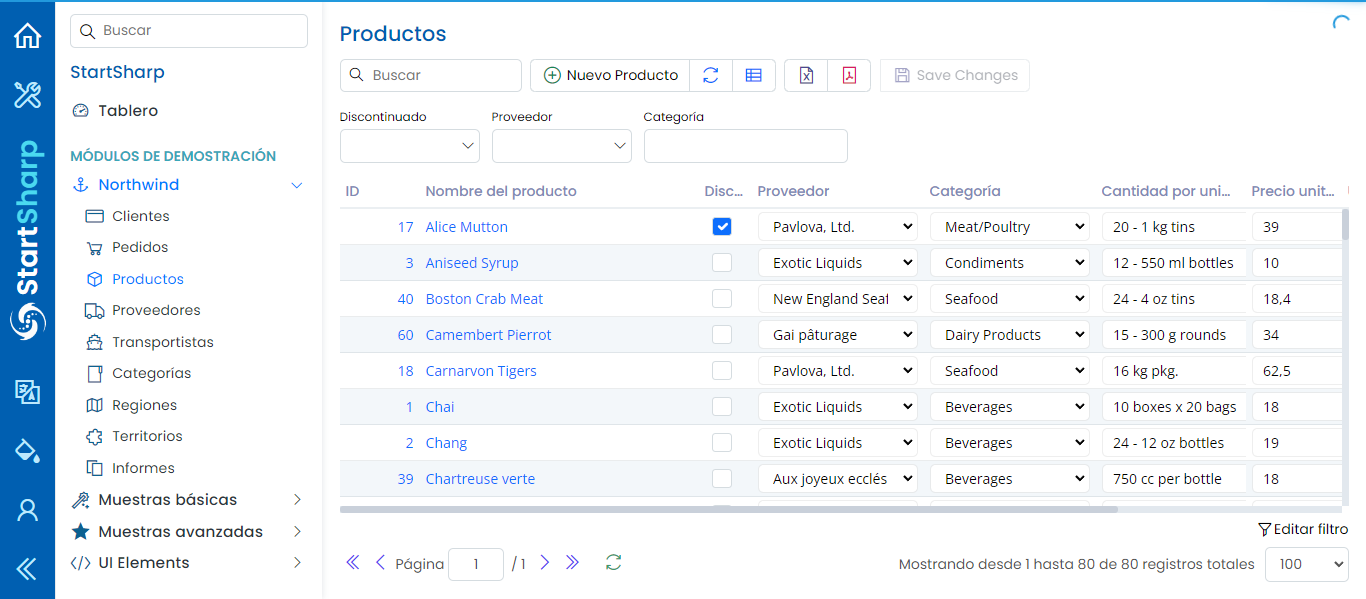 StartSharp
Buscar
StartSharp
Tablero
MÓDULOS DE DEMOSTRACIÓN
Northwind
Clientes
Pedidos
Productos
Proveedores
Transportistas
Categorías
Regiones
Territorios
Informes
Muestras básicas
Muestras avanzadas
UI Elements
Productos
Buscar Nuevo Producto Save Changes
Discontinuado Proveedor Categoría
ID Nombre del producto Disc... Proveedor Categoría Cantidad por uni... Precio unit...
17 Alice Mutton Pavlova, Ltd. Meat/Poultry 20 - 1 kg tins 39
3 Aniseed Syrup Exotic Liquids Condiments 12 - 550 ml bottles 10
40 Boston Crab Meat New England Seaf Seafood 24 - 4 oz tins 18,4
60 Camembert Pierrot Gai pâturage Dairy Products 15 - 300 g rounds 34
18 Carnarvon Tigers Pavlova, Ltd. Seafood 16 kg pkg. 62,5
1 Chai Exotic Liquids Beverages 10 boxes x 20 bags 18
2 Chang Exotic Liquids Beverages 24 - 12 oz bottles 19
39 Chartreuse verte Aux joyeux ecclés Beverages 750 cc per bottle 18
Editar filtro
Página 1 / 1 Mostrando desde 1 hasta 80 de 80 registros totales 100